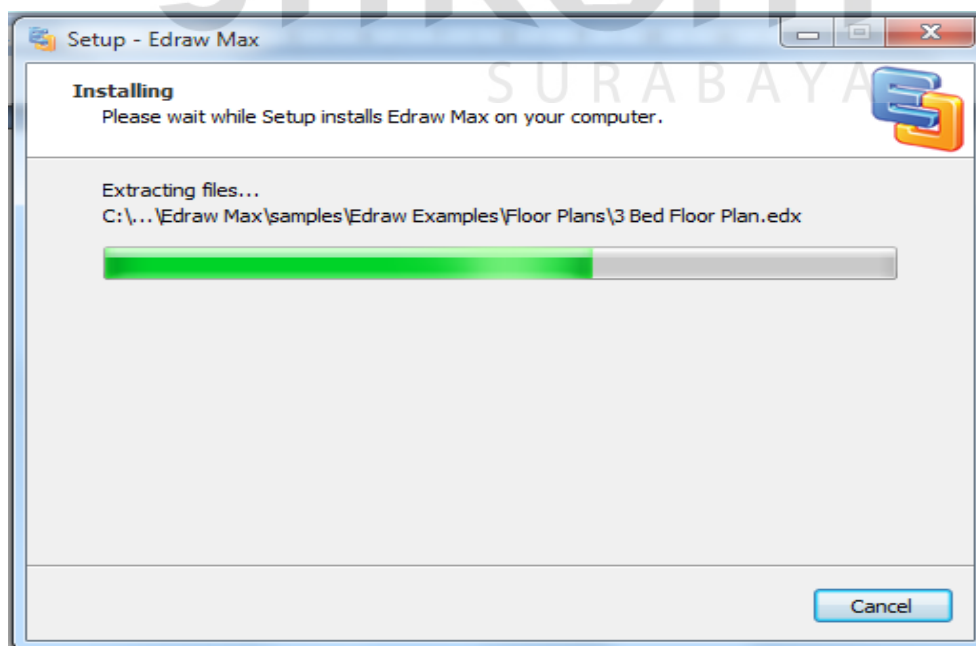 Setup - Edraw Max
SURABAYA
Installing
Please wait while Setup installs Edraw Max on your computer.
Extracting files...
C:\...\Edraw Max\samples\Edraw Examples\Floor Plans\3 Bed Floor Plan.edx
Cancel